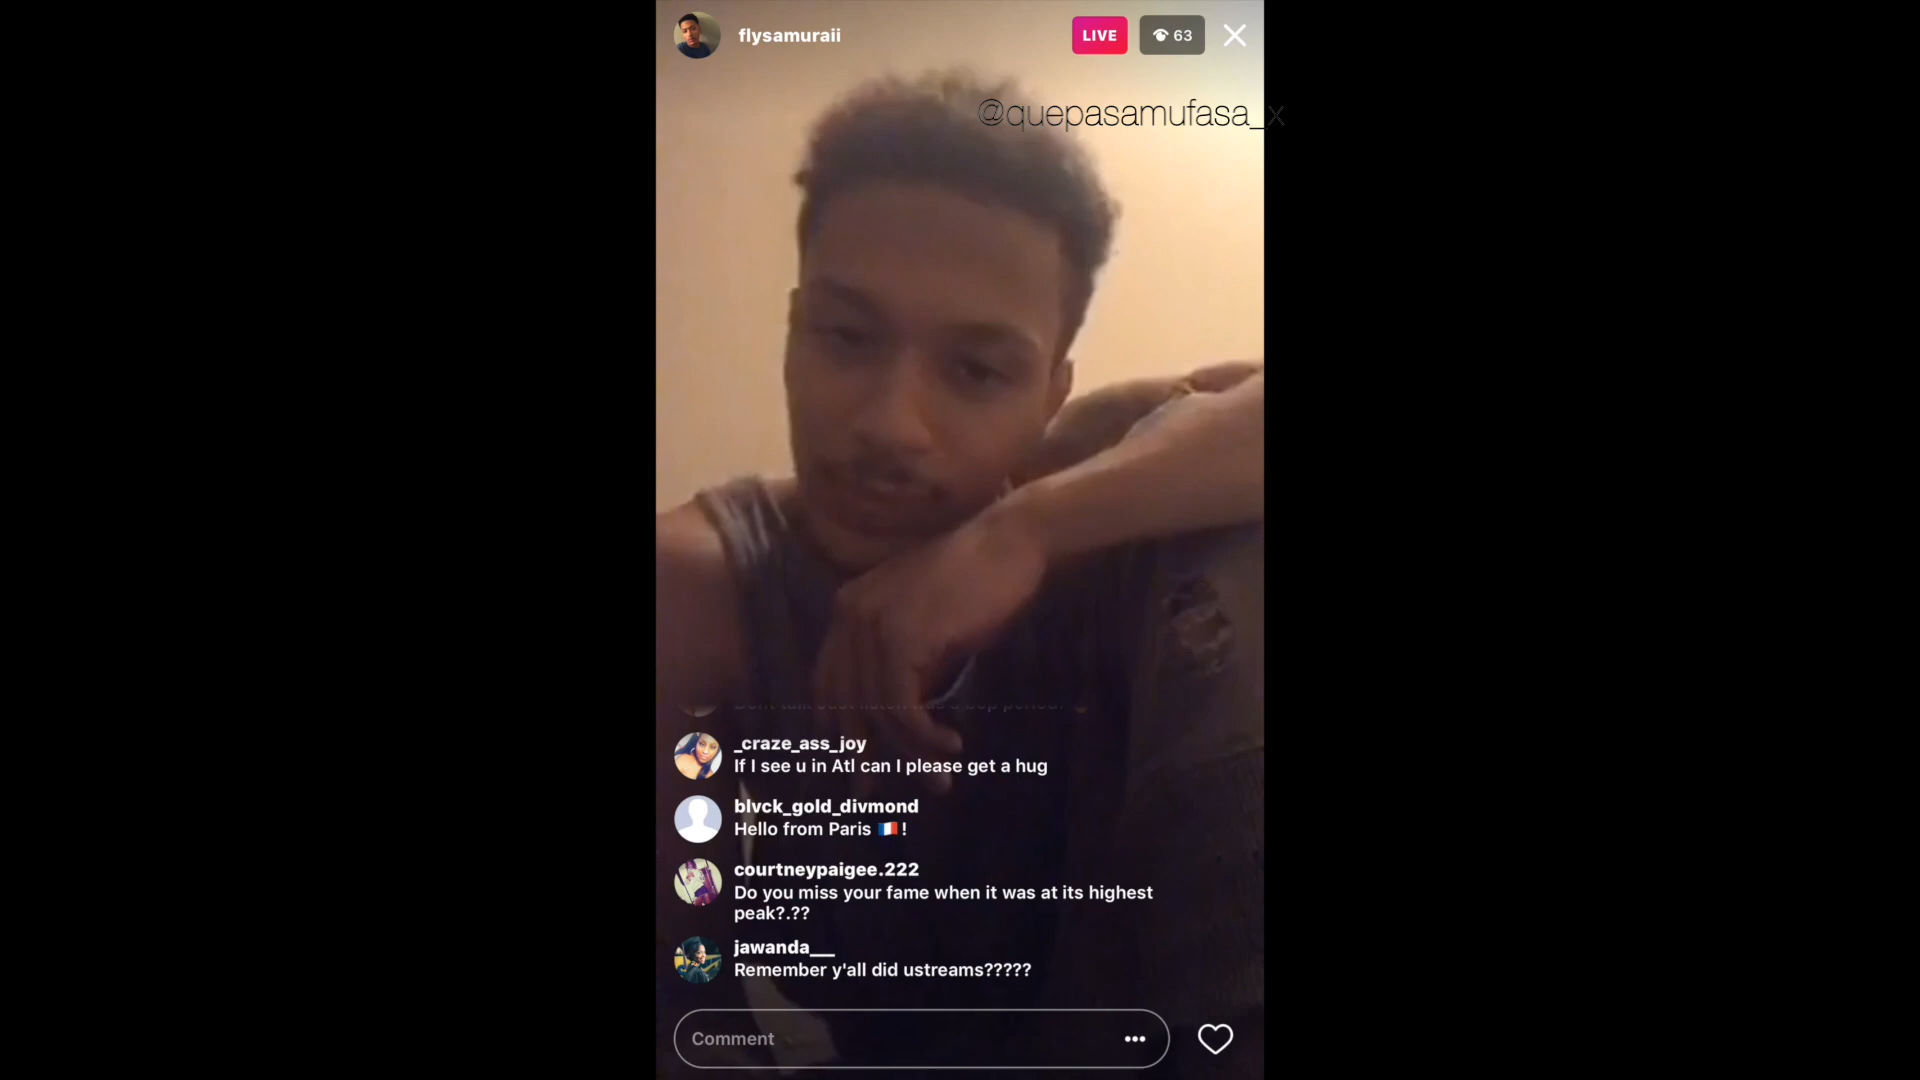 flysamuraii
LIVE
63
@quepasamufasa_x
_craze_ass_joy
If I see u in Atl can I please get a hug
blvck_gold_divmond
Hello from Paris 🇫🇷 !
courtneypaigee.222
Do you miss your fame when it was at its highest
peak?.??
jawanda___
Remember y'all did ustreams?????
Comment